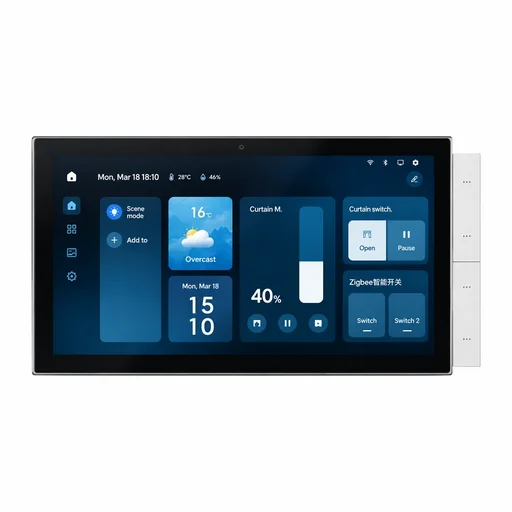 Mon, Mar 18 18:10
28°C
46%
Scene
mode
Add to
16°C
Overcast
Mon, Mar 18
15
10
Curtain M.
40%
Curtain switch.
Open
Pause
Zigbee智能开关
Switch
Switch 2